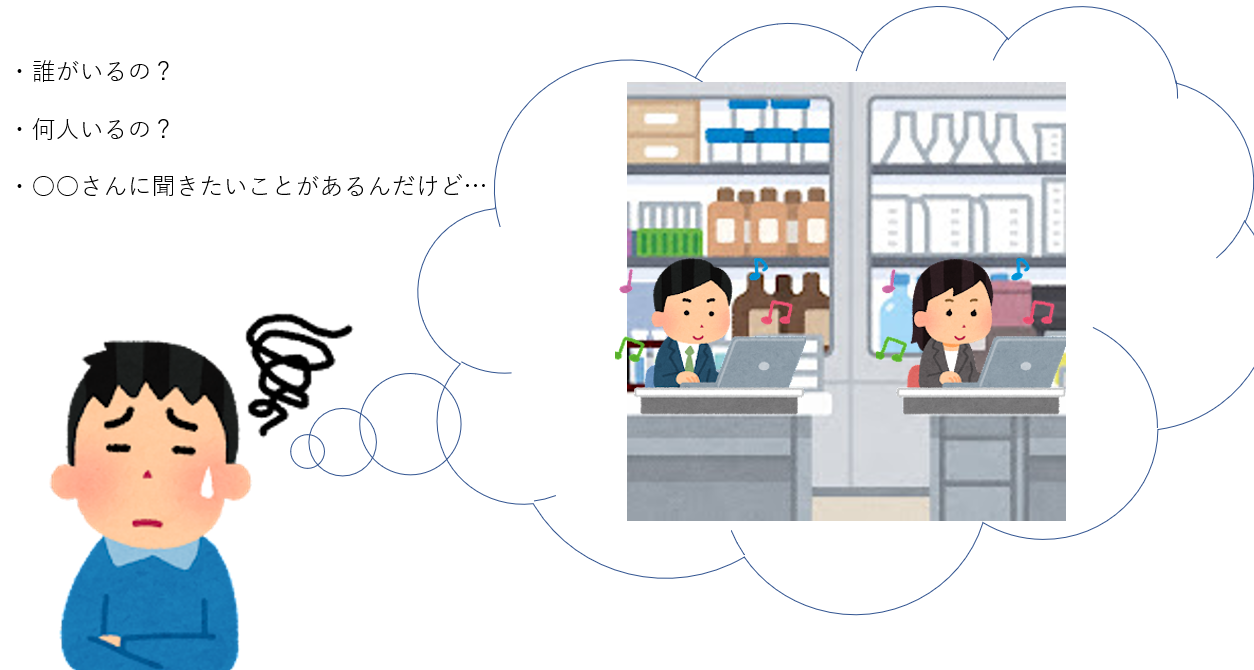 ・誰がいるの？
・何人いるの？
・〇〇さんに聞きたいことがあるんだけど…